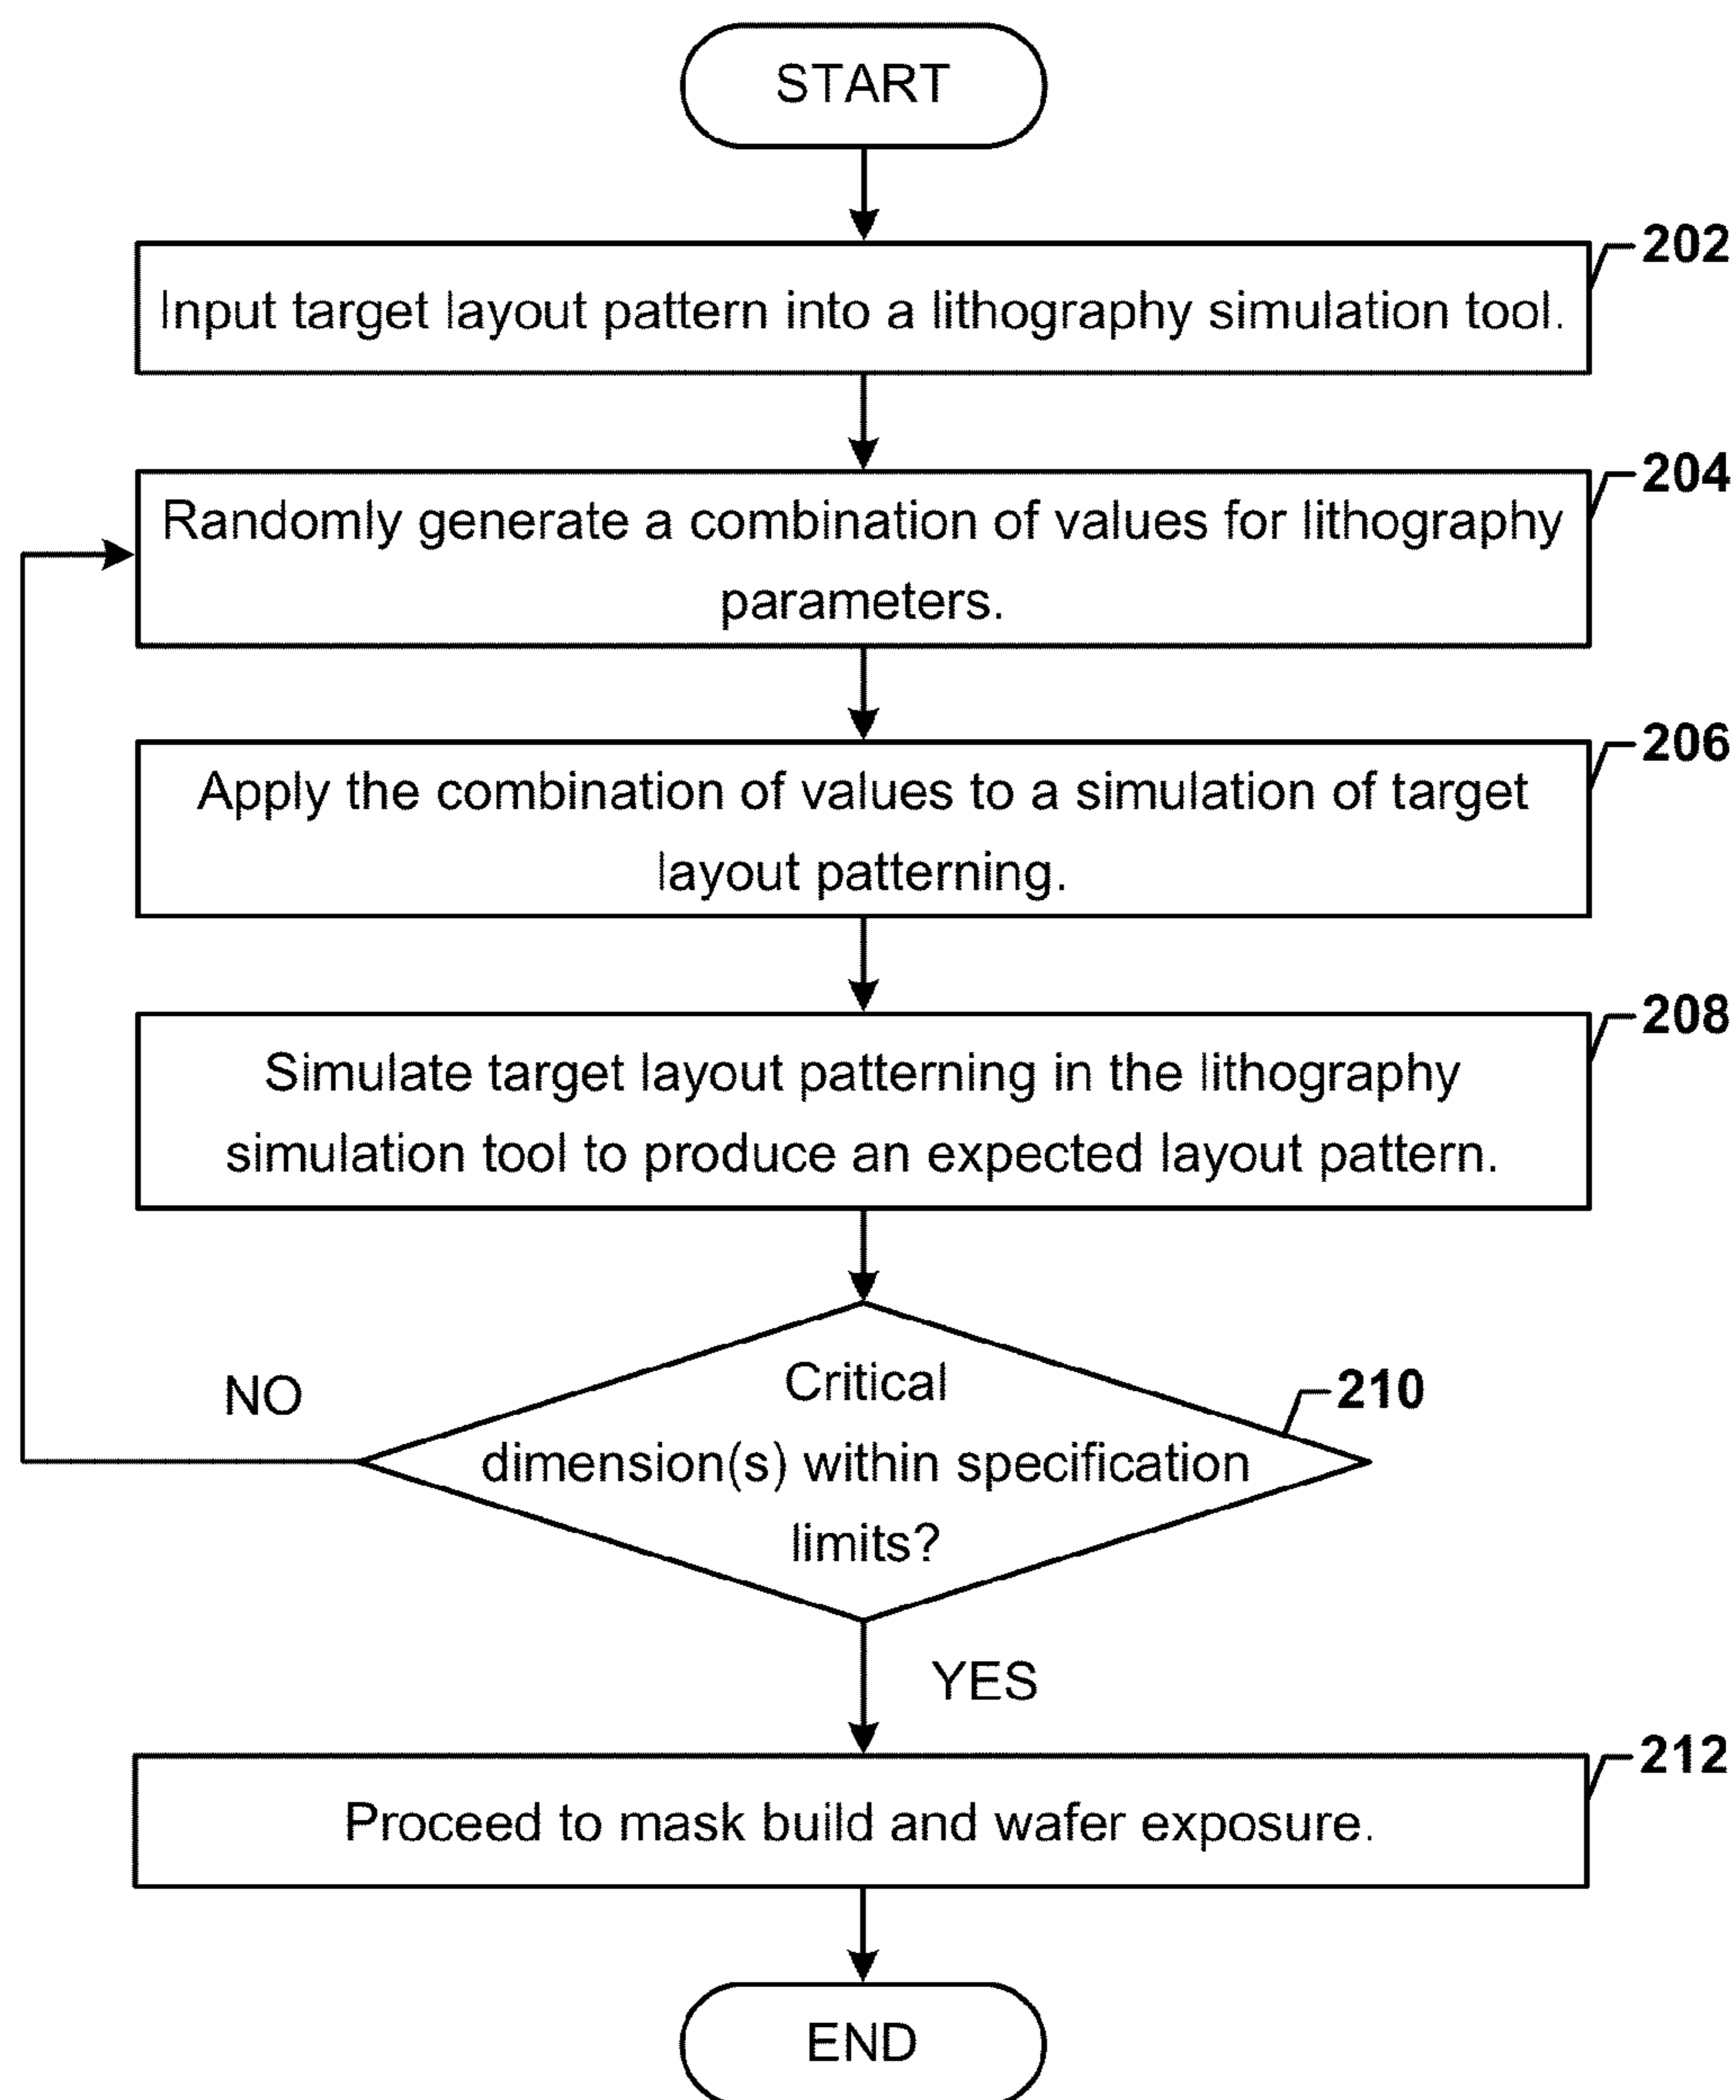 START
202
Input target layout pattern into a lithography simulation tool.
204
Randomly generate a combination of values for lithography
parameters.
206
Apply the combination of values to a simulation of target
layout patterning.
208
Simulate target layout patterning in the lithography
simulation tool to produce an expected layout pattern.
NO
Critical
210
dimension(s) within specification
limits?
YES
212
Proceed to mask build and wafer exposure.
END